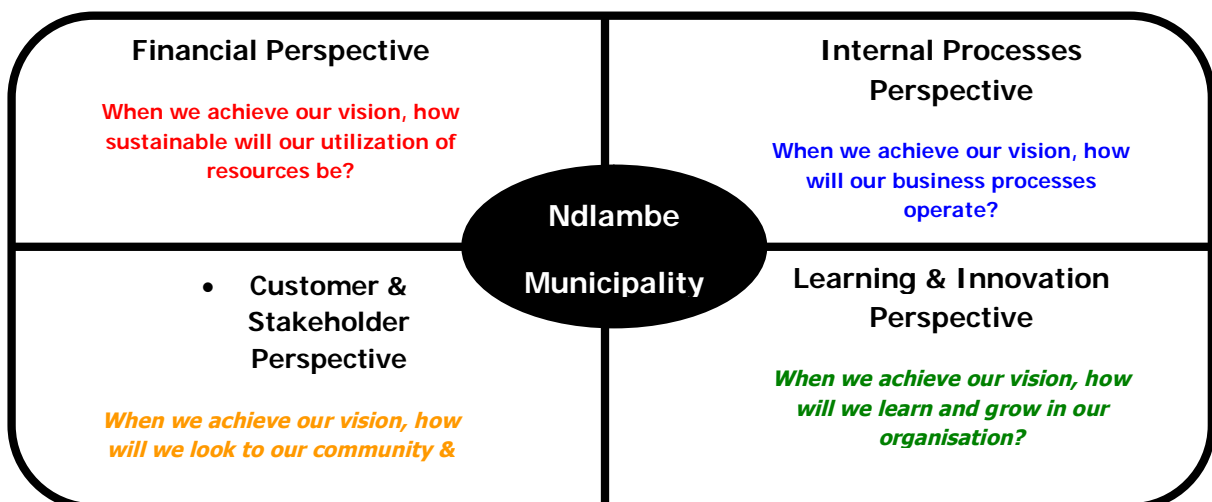 Financial Perspective
When we achieve our vision, how
sustainable will our utilization of
resources be?
Internal Processes
Perspective
When we achieve our vision, how
will our business processes
operate?
Ndlambe
Municipality
• Customer &
Stakeholder
Perspective
When we achieve our vision, how
will we look to our community &
Learning & Innovation
Perspective
When we achieve our vision, how
will we learn and grow in our
organisation?